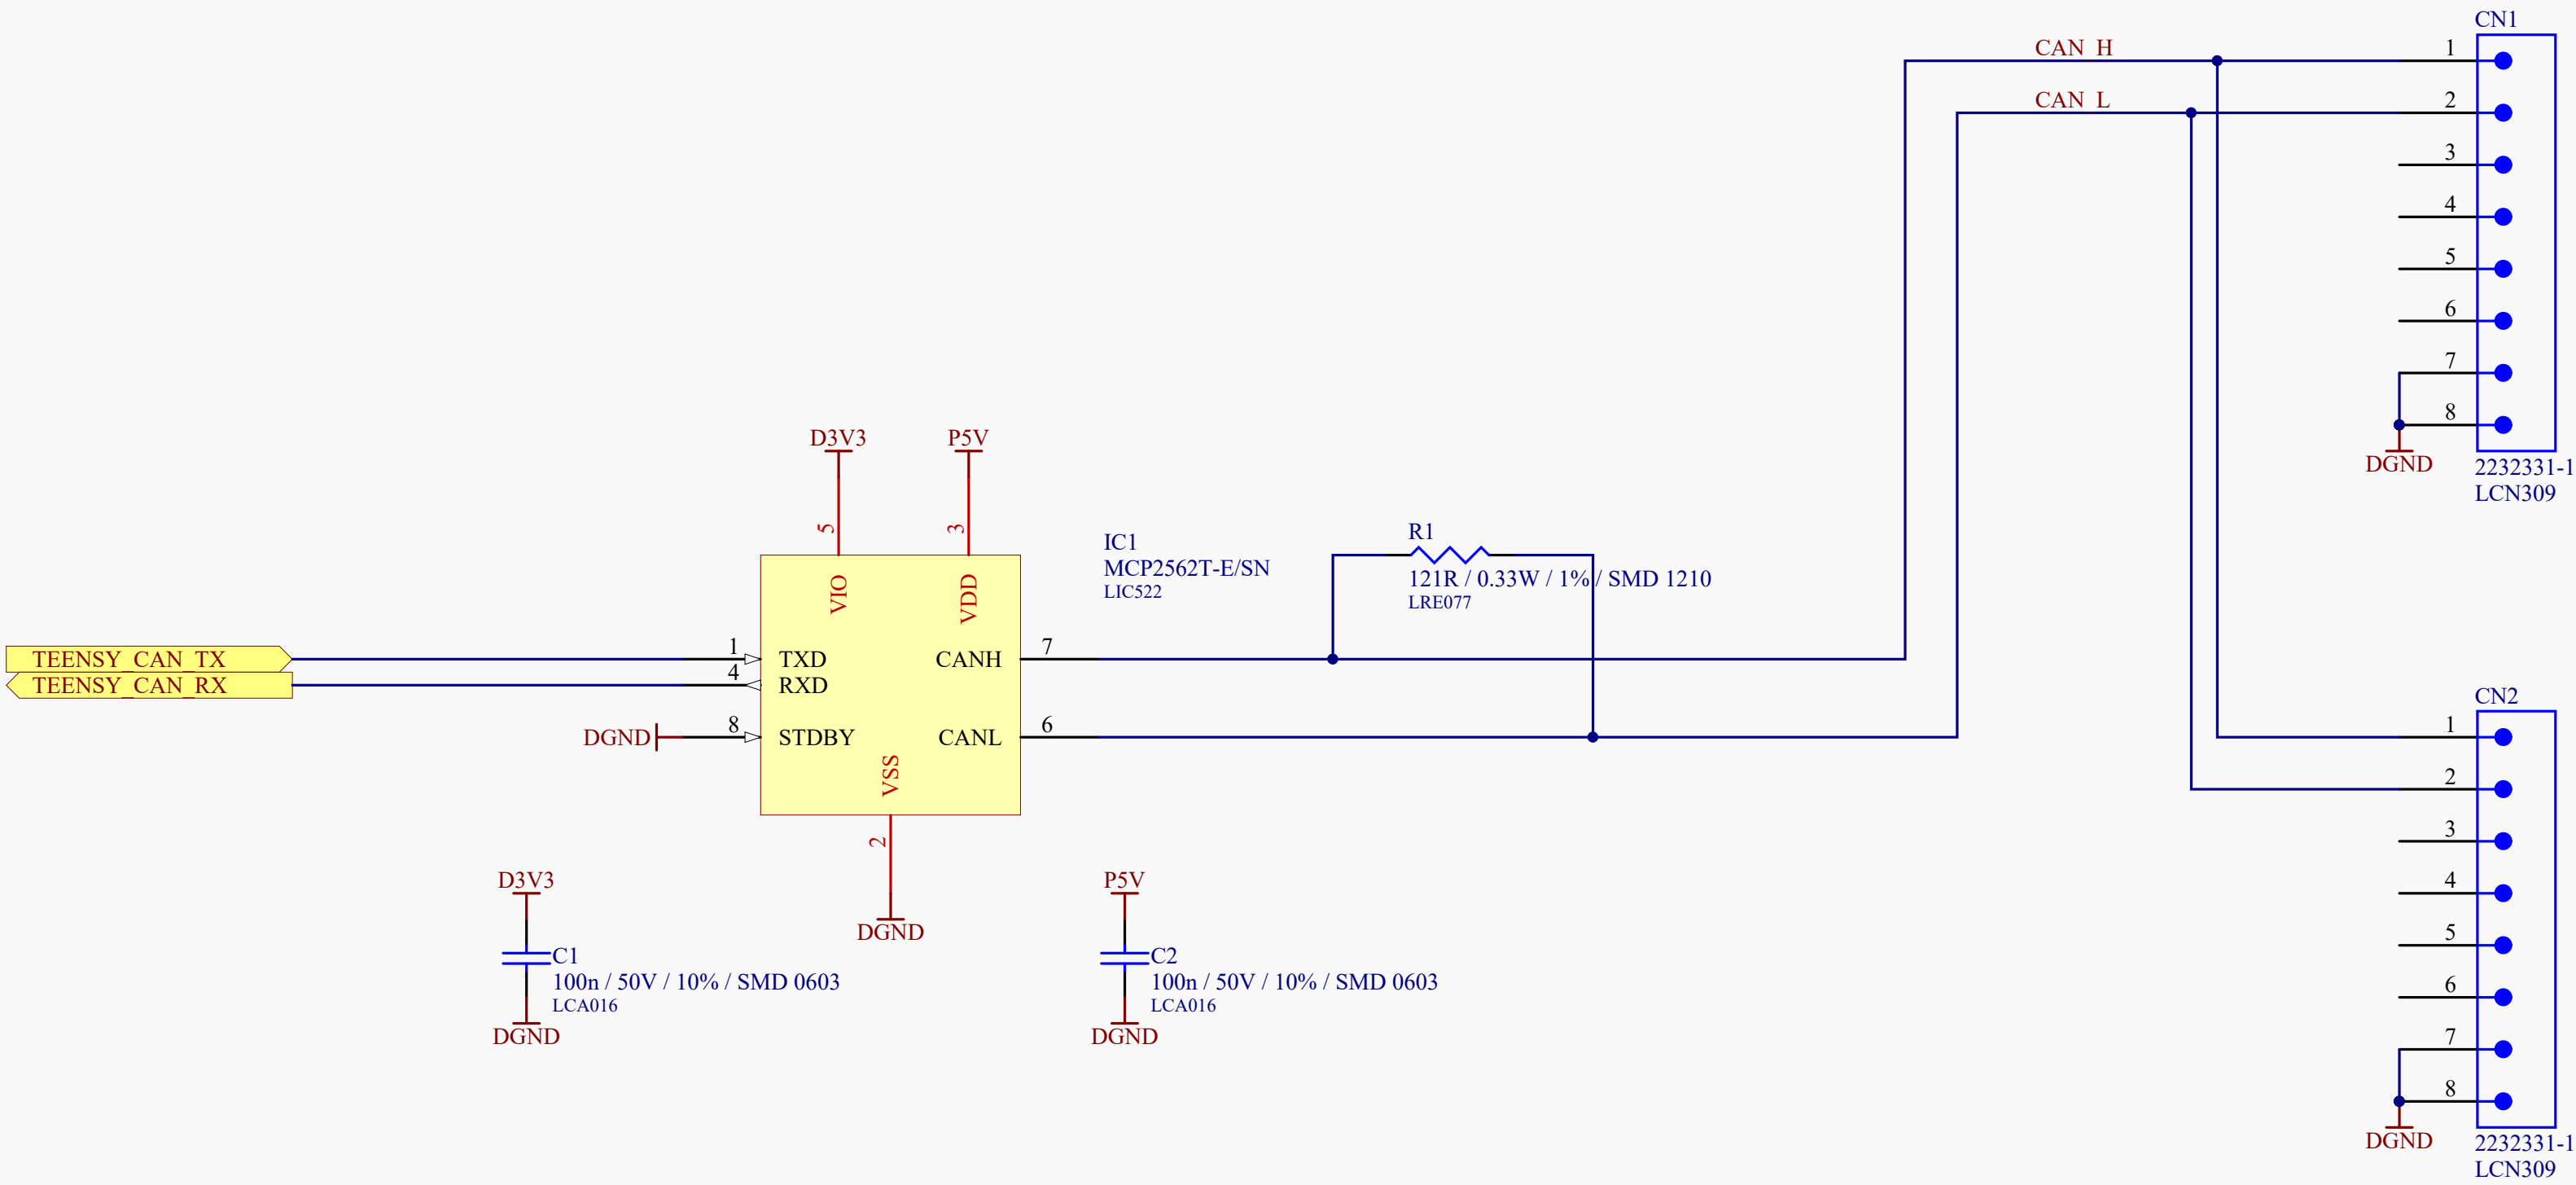 CN1
CAN_H
1
CAN_L
2
3
4
5
6
7
8
DGND
2232331-1
LCN309
D3V3
P5V
5
3
IC1
MCP2562T-E/SN
LIC522
R1
121R / 0.33W / 1% / SMD 1210
LRE077
VIO
VDD
TEENSY_CAN_TX
1
TXD
CANH
7
TEENSY_CAN_RX
4
RXD
DGND
8
STDBY
CANL
6
VSS
2
DGND
D3V3
C1
100n / 50V / 10% / SMD 0603
LCA016
DGND
P5V
C2
100n / 50V / 10% / SMD 0603
LCA016
DGND
CN2
1
2
3
4
5
6
7
8
DGND
2232331-1
LCN309